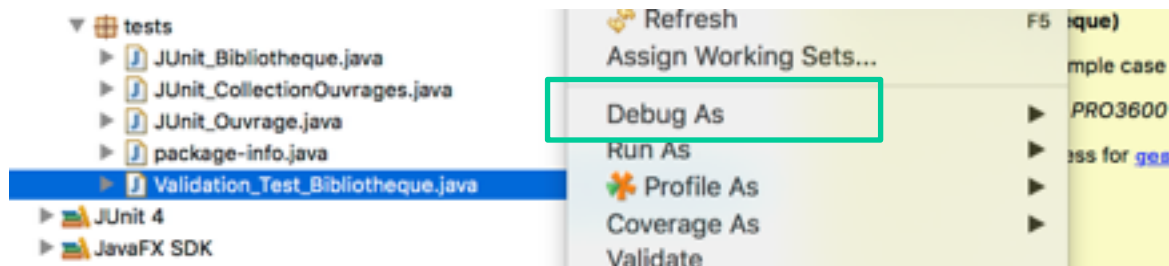 tests
JUnit_Bibliotheque.java
JUnit_CollectionOuvrages.java
JUnit_Ouvrage.java
package-info.java
Validation_Test_Bibliotheque.java
JUnit 4
JavaFX SDK
Refresh F5
Assign Working Sets...
Debug As
Run As
Profile As
Coverage As
Validate
eque)
mple case
PRO3600
ess for ges